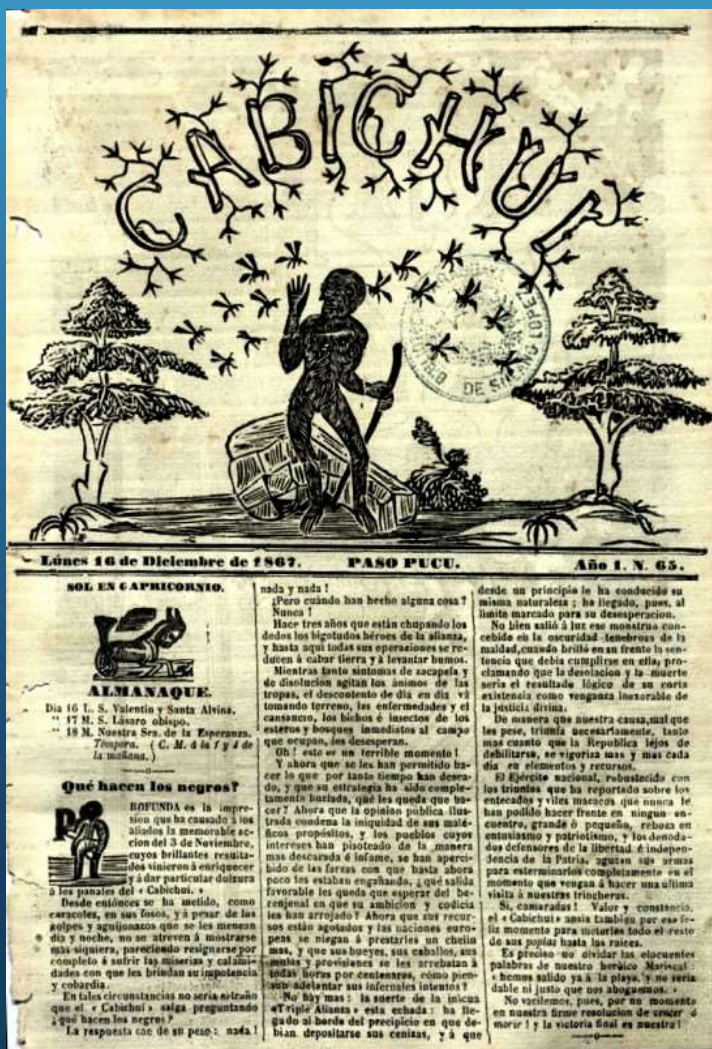 CABICHUI
DE SOLANO LOPEZ
Lúnes 16 de Diciembre de 1867.
PASO PUCU.
Año 1. N. 65.
SOL EN CAPRICORNIO.
ALMANAQUE.
Dia 16 L. S. Valentin y Santa Alvina.
" 17 M. S. Lásaro obispo.
" 18 M. Nuestra Sra. de la Esperanza.
Témpora. ( C. M. á la 1 y 4 de
la mañana.)
Qué hacen los negros?
PROFUNDA es la impre-
sion que ha causado á los
aliados la memorable ac-
cion del 3 de Noviembre,
cuyos brillantes resulta-
dos vinieron á enriquecer
y á dar particular dulzura
á los panales del « Cabichui. »
Desde entónces se ha metido, como
caracoles, en sus fosos, y á pesar de los
golpes y aguijonazos que se les menean
dia y noche, no se atreven á mostrarse
mas siquiera, pareciendo resignarse por
completo á sufrir las miserias y calami-
dades con que les brindan su impotencia
y cobardia.
En tales circunstancias no seria estraño
que el « Cabichui » salga preguntando
¿ qué hacen los negros?
La respuesta cae de su peso: nada!
nada y nada!
¡Pero cuándo han hecho alguna cosa?
Nunca!
Hace tres años que están chupando los
dedos los bigotudos héroes de la alianza,
y hasta aquí todas sus operaciones se re-
ducen á cabar tierra y á levantar humos.
Mientras tanto sintomas de zacapela y
de disolucion agitan los ánimos de las
tropas, el descontento de dia en dia vá
tomando terreno, las enfermedades y el
cansancio, los bichos é insectos de los
esteros y bosques inmediatos al campo
que ocupan, les desesperan.
Oh! este es un terrible momento!
Y ahora que se les han permitido ha-
cer lo que por tanto tiempo han desea-
do, y que su estrategia ha sido comple-
tamente burlada, qué les queda que ha-
cer? Ahora que la opinion pública ilus-
trada condena la iniquidad de sus malé-
ficos propósitos, y los pueblos cuyos
intereses han pisoteado de la manera
mas descarada é infame, se han aperci-
bido de las farzas con que hasta ahora
poco les estaban engañando, ¿ qué salida
favorable les queda que esperar del be-
renjenal en que su ambicion y codicia
les han arrojado? Ahora que sus recur-
sos están agotados y las naciones euro-
peas se niegan á prestarles un chelin
mas, y que sus bueyes, sus caballos, sus
mulas y provisiones se les arrebatan á
todas horas por centenares, cómo pien-
san adelantar sus infernales intentos?
No hay mas: la suerte de la inicua
«Triple Alianza» esta echada: ha lle-
gado al borde del precipicio en que de-
bian depositarse sus cenizas, y á que
desde un principio le ha conducido su
misma naturaleza; ha llegado, pues, al
límite marcado para su desesperacion.
No bien salió á luz ese monstruo con-
cebido en la oscuridad tenebrosa de la
maldad, cuando brilló en su frente la sen-
tencia que debia cumplirse en ella, pro-
clamando que la desolacion y la muerte
seria el resultado lógico de su corta
existencia como venganza inexorable de
la justicia divina.
De manera que nuestra causa, mal que
les pese, triunfa necesariamente, tanto
mas cuanto que la Republica lejos de
debilitarse, se vigoriza mas y mas cada
dia en elementos y recursos.
El Ejército nacional, robustecido con
los triunfos que ha reportado sobre los
entecados y viles macacos que nunca le
han podido hacer frente en ningun en-
cuentro, grande ó pequeño, reboza en
entusiasmo y patriotismo, y los denoda-
dos defensores de la libertad é indepen-
dencia de la Patria, aguzan sus armas
para esterminarlos completamente en el
momento que vengan á hacer una ultima
visita á nuestras trincheras.
Si, camaradas! Valor y constancia,
el « Cabichui » ansia tambien por ese fe-
liz momento para meterles todo el resto
de sus popias hasta las raices.
Es preciso no olvidar las elocuentes
palabras de nuestro heróico Mariscal:
« hemos salido ya á la playa, y no seria
dable ni justo que nos aboguemos. »
No vacilemos, pues, por un momento
en nuestra firme resolucion de vencer ó
morir! y la victoria final es nuestra!